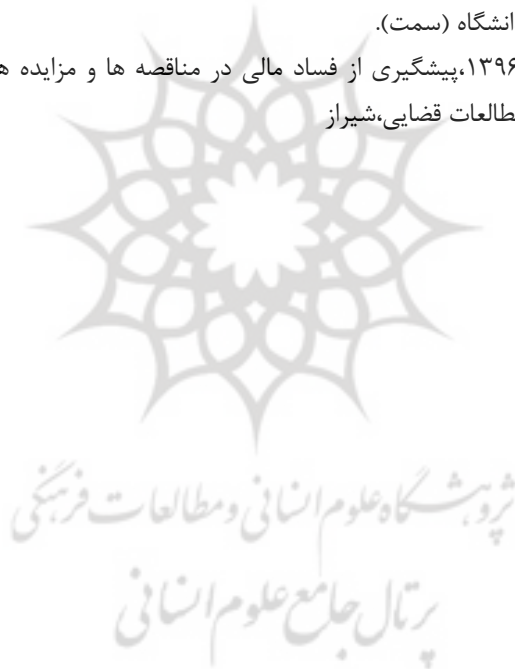 انشگاه (سمت).
۱۳۹۶،پیشگیری از فساد مالی در مناقصه ها و مزایده ه
طالعات قضایی،شیراز
پژوهشگاه علوم انسانی و مطالعات فرهنگی
پرتال جامع علوم انسانی